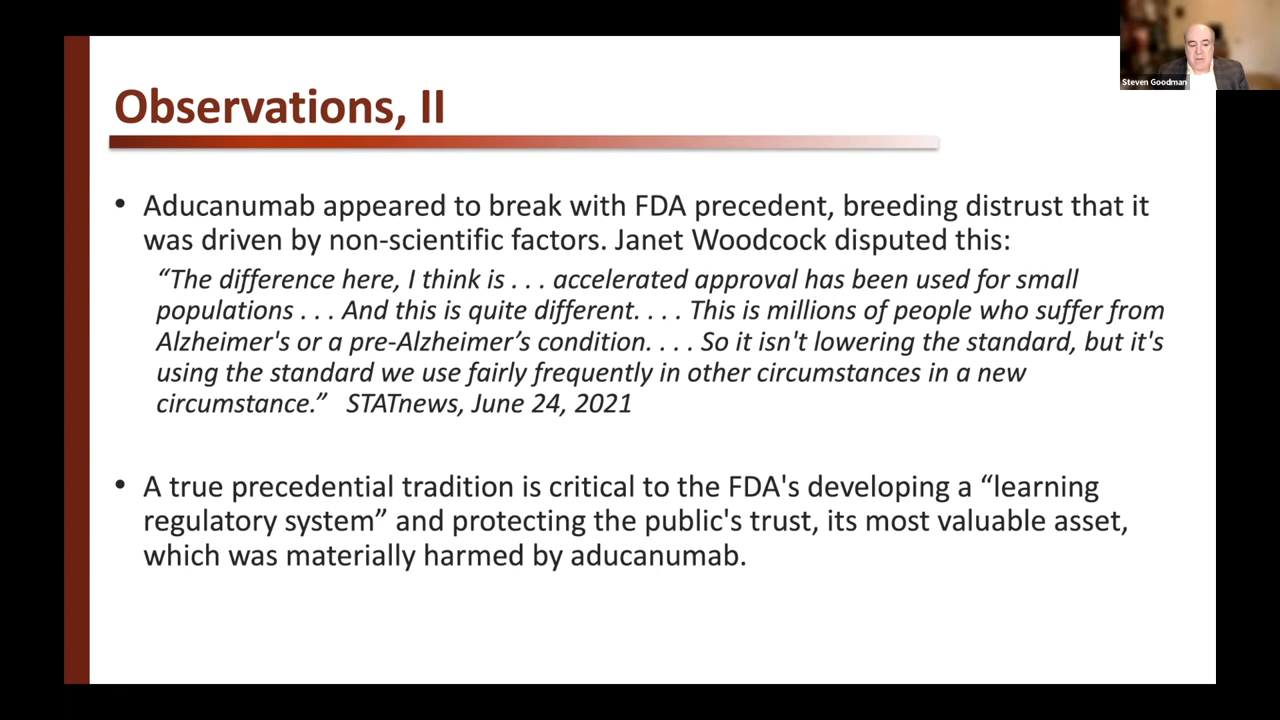 Steven Goodman
Observations, II
• Aducanumab appeared to break with FDA precedent, breeding distrust that it
was driven by non-scientific factors. Janet Woodcock disputed this:
“The difference here, I think is . . . accelerated approval has been used for small
populations . . . And this is quite different. . . . This is millions of people who suffer from
Alzheimer's or a pre-Alzheimer’s condition. . . . So it isn't lowering the standard, but it's
using the standard we use fairly frequently in other circumstances in a new
circumstance.” STATnews, June 24, 2021
• A true precedential tradition is critical to the FDA's developing a “learning
regulatory system” and protecting the public's trust, its most valuable asset,
which was materially harmed by aducanumab.